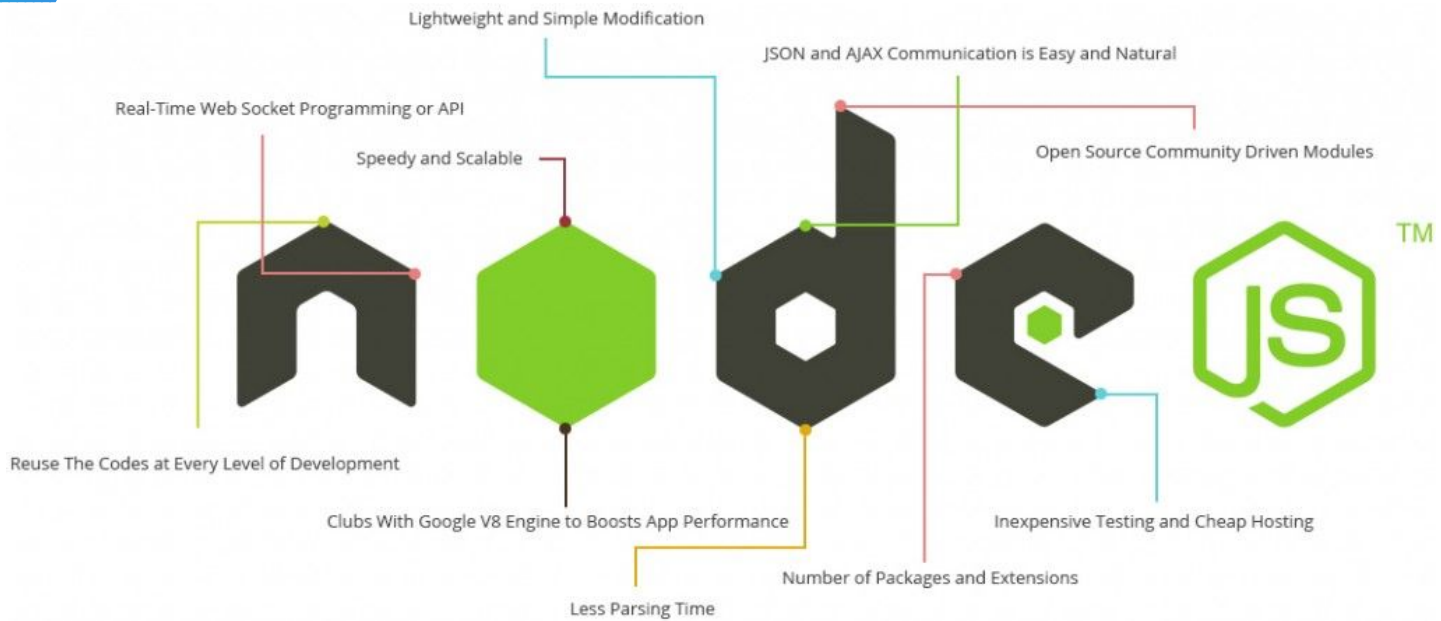 Lightweight and Simple Modification
JSON and AJAX Communication is Easy and Natural
Real-Time Web Socket Programming or API
Speedy and Scalable
Open Source Community Driven Modules
node
JS
TM
Reuse The Codes at Every Level of Development
Clubs With Google V8 Engine to Boosts App Performance
Inexpensive Testing and Cheap Hosting
Number of Packages and Extensions
Less Parsing Time